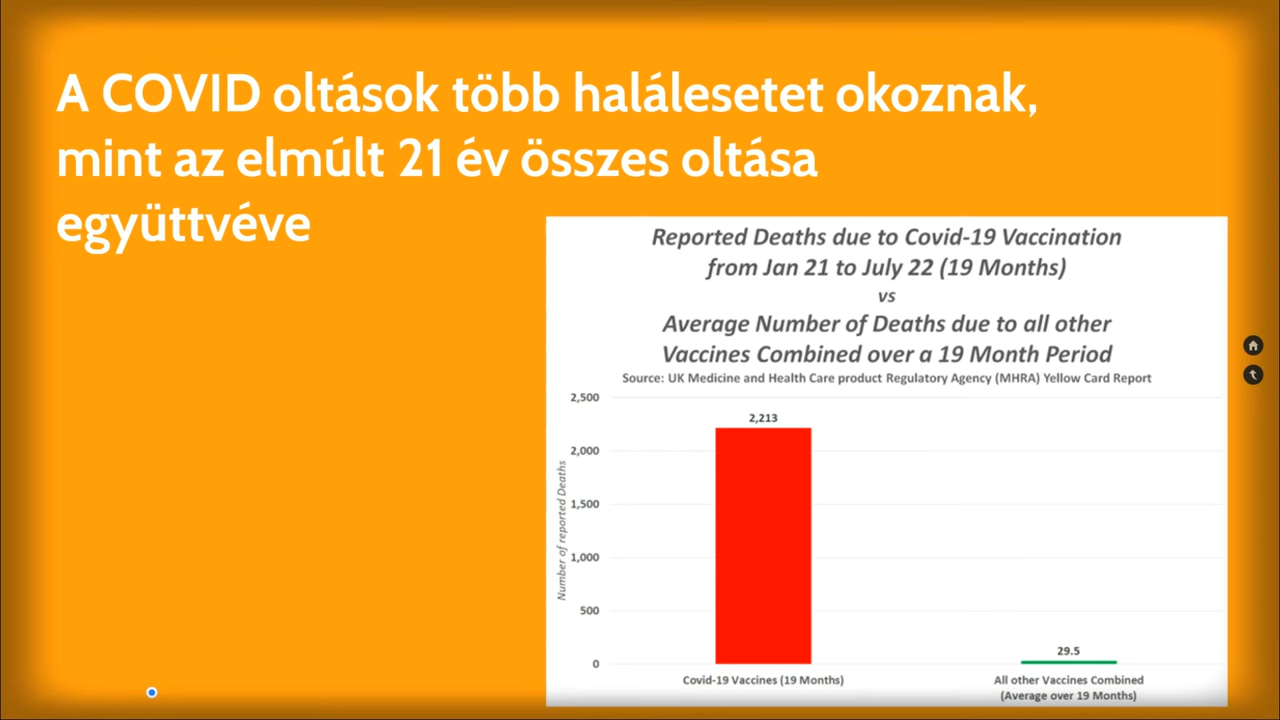 A COVID oltások több halálesetet okoznak,
mint az elmúlt 21 év összes oltása
együttvéve
Reported Deaths due to Covid-19 Vaccination
from Jan 21 to July 22 (19 Months)
vs
Average Number of Deaths due to all other
Vaccines Combined over a 19 Month Period
Source: UK Medicine and Health Care product Regulatory Agency (MHRA) Yellow Card Report
Number of reported Deaths
2,500
2,000
1,500
1,000
500
0
2,213
29.5
Covid-19 Vaccines (19 Months)
All other Vaccines Combined
(Average over 19 Months)